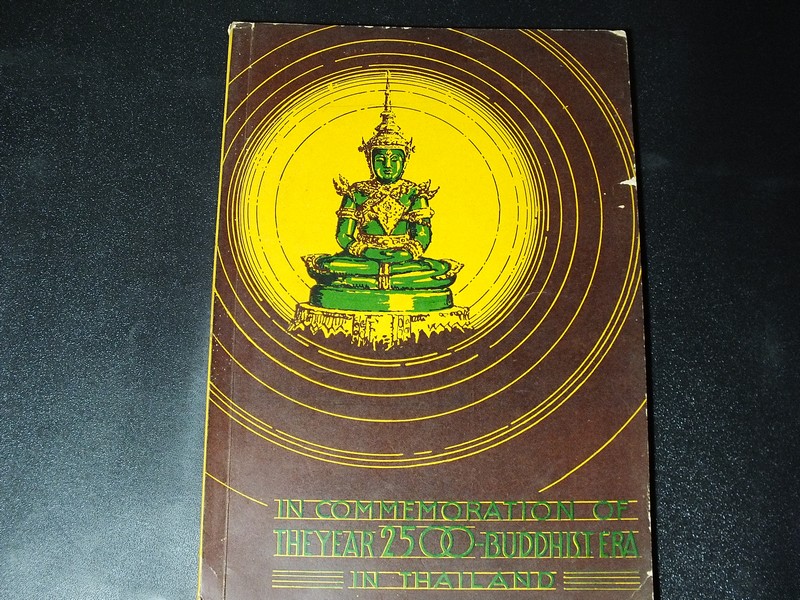 IN COMMEMORATION OF
THE YEAR 2500 BUDDHIST ERA
IN THAILAND